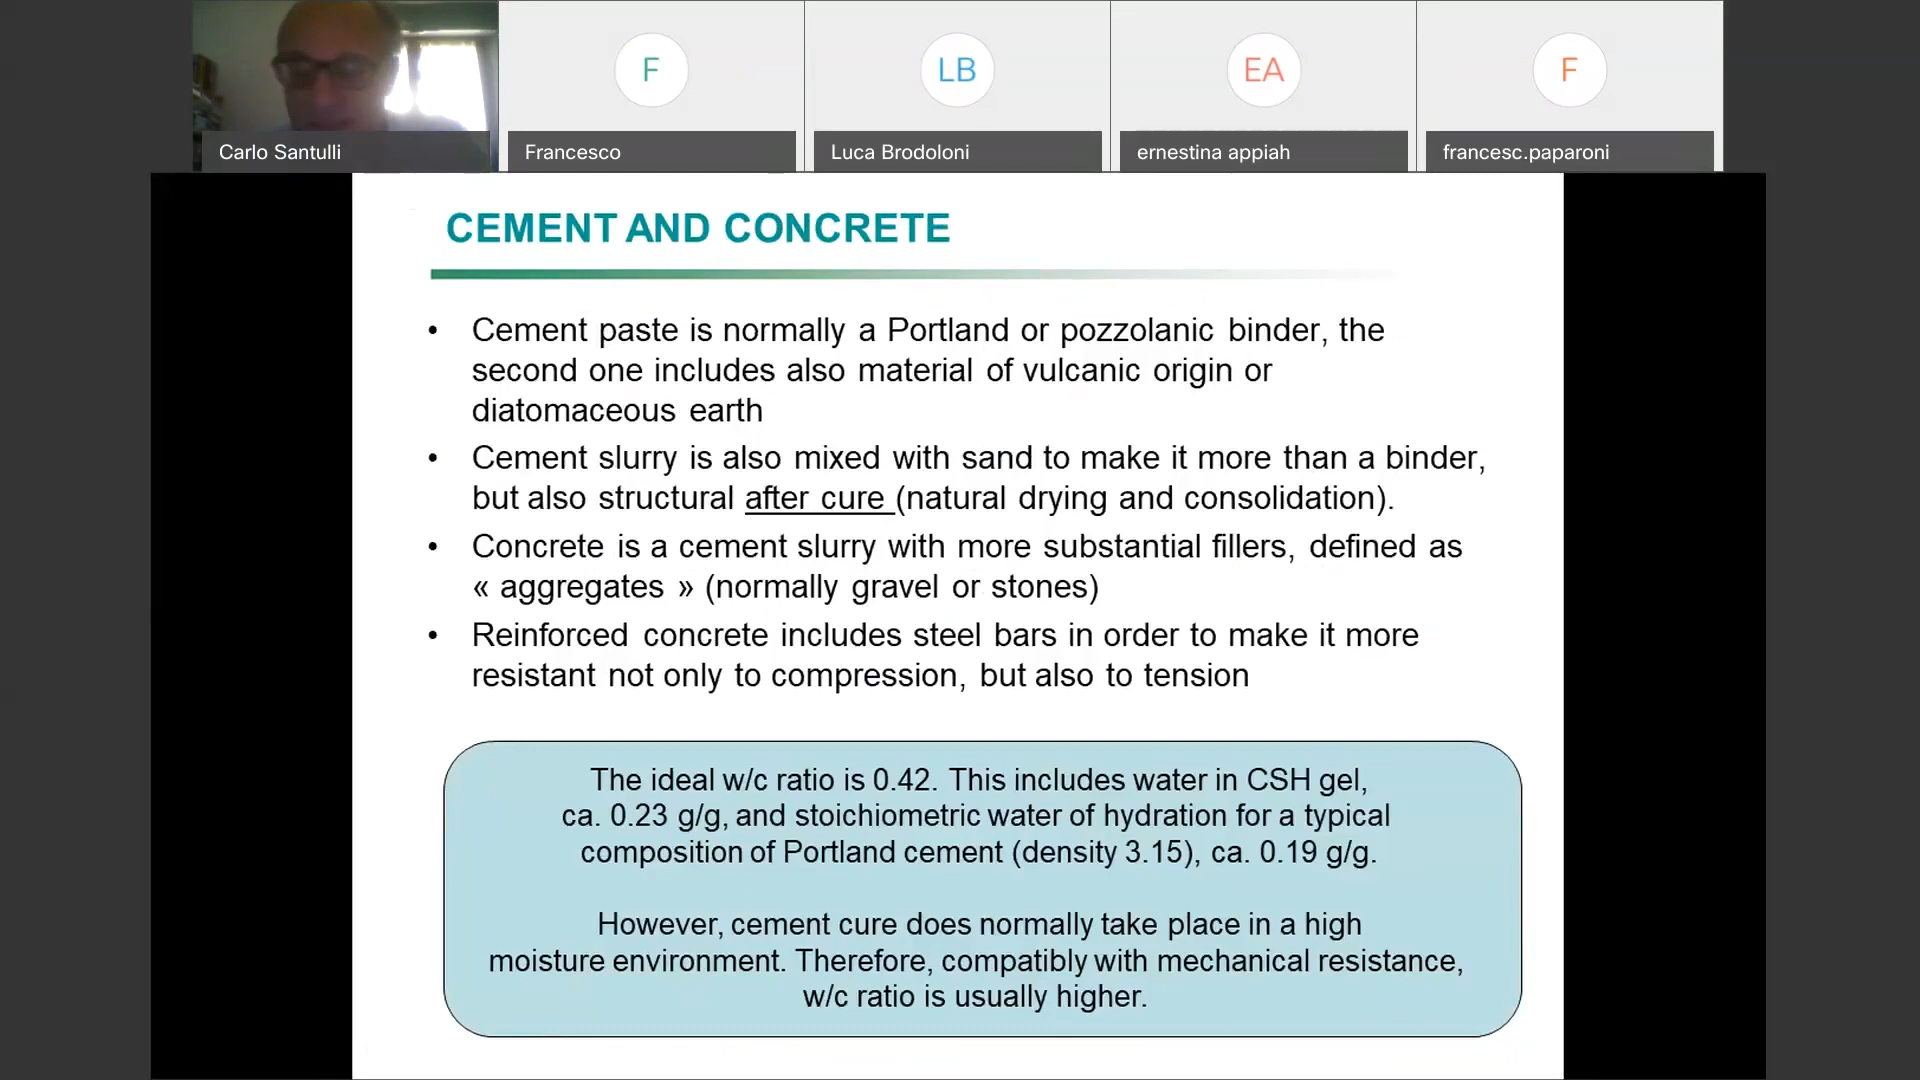 F
LB
EA
F
Carlo Santulli
Francesco
Luca Brodoloni
ernestina appiah
francesc.paparoni
CEMENT AND CONCRETE
• Cement paste is normally a Portland or pozzolanic binder, the
second one includes also material of vulcanic origin or
diatomaceous earth
• Cement slurry is also mixed with sand to make it more than a binder,
but also structural after cure (natural drying and consolidation).
• Concrete is a cement slurry with more substantial fillers, defined as
« aggregates » (normally gravel or stones)
• Reinforced concrete includes steel bars in order to make it more
resistant not only to compression, but also to tension
The ideal w/c ratio is 0.42. This includes water in CSH gel,
ca. 0.23 g/g, and stoichiometric water of hydration for a typical
composition of Portland cement (density 3.15), ca. 0.19 g/g.
However, cement cure does normally take place in a high
moisture environment. Therefore, compatibly with mechanical resistance,
w/c ratio is usually higher.